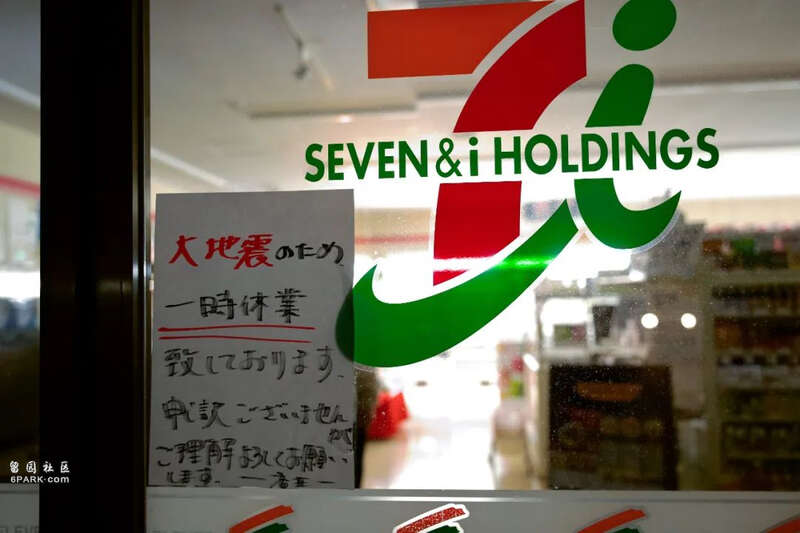 SEVEN & i HOLDINGS
大地震のため
一時休業
致しております。
申し訳ございません
が
ご理解よろしくお願い
します。
留园社区
6PARK.com